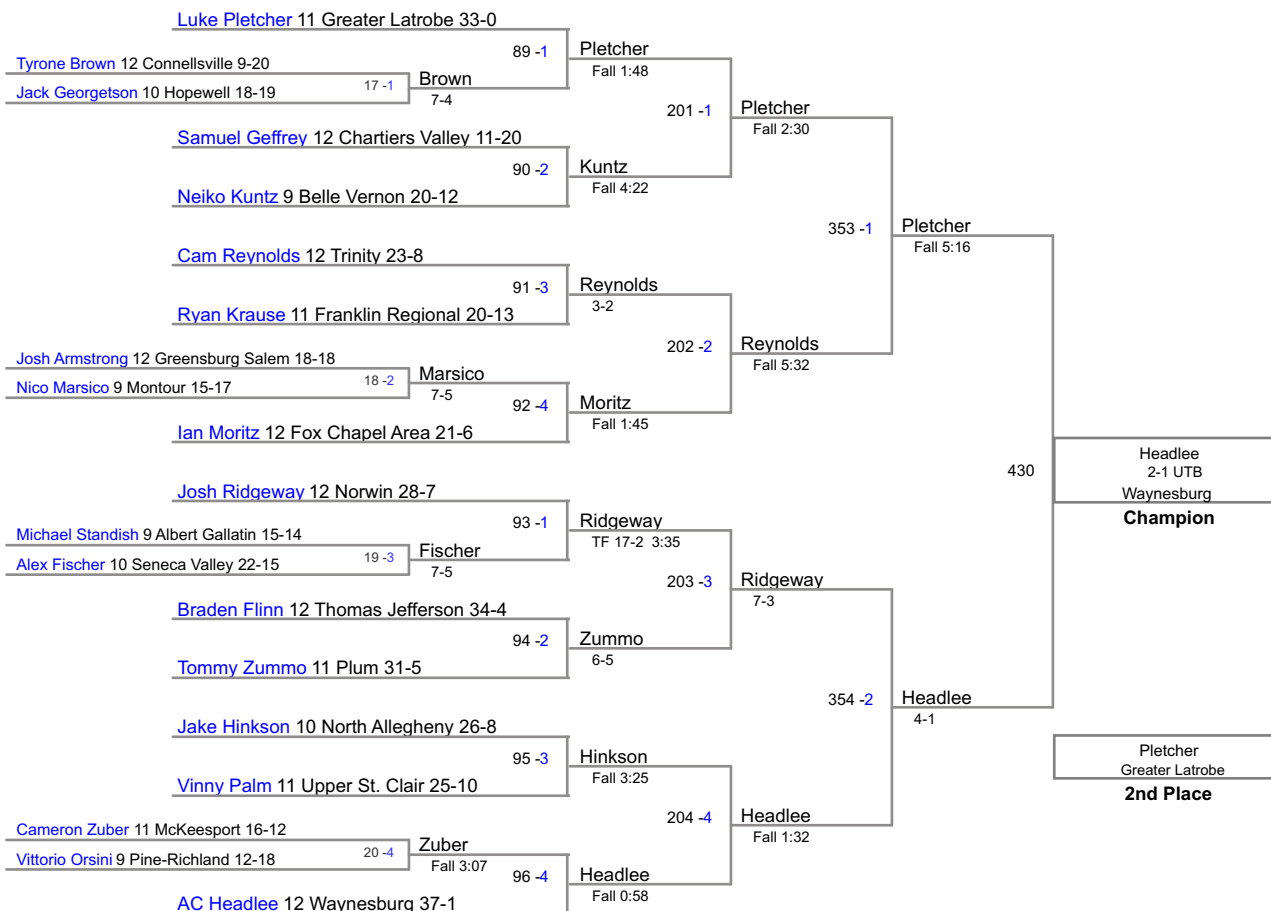 Luke Pletcher 11 Greater Latrobe 33-0
89 -1
Pletcher
Fall 1:48
Tyrone Brown 12 Connellsville 9-20
Jack Georgetson 10 Hopewell 18-19
17 -1
Brown
7-4
201 -1
Pletcher
Fall 2:30
Samuel Geffrey 12 Chartiers Valley 11-20
90 -2
Kuntz
Fall 4:22
Neiko Kuntz 9 Belle Vernon 20-12
353 -1
Pletcher
Fall 5:16
Cam Reynolds 12 Trinity 23-8
91 -3
Reynolds
3-2
Ryan Krause 11 Franklin Regional 20-13
202 -2
Reynolds
Fall 5:32
Josh Armstrong 12 Greensburg Salem 18-18
Nico Marsico 9 Montour 15-17
18 -2
Marsico
7-5
92 -4
Moritz
Fall 1:45
Ian Moritz 12 Fox Chapel Area 21-6
430
Headlee
2-1 UTB
Waynesburg
Champion
Josh Ridgeway 12 Norwin 28-7
93 -1
Ridgeway
TF 17-2 3:35
Michael Standish 9 Albert Gallatin 15-14
Alex Fischer 10 Seneca Valley 22-15
19 -3
Fischer
7-5
203 -3
Ridgeway
7-3
Braden Flinn 12 Thomas Jefferson 34-4
94 -2
Zummo
6-5
Tommy Zummo 11 Plum 31-5
354 -2
Headlee
4-1
Jake Hinkson 10 North Allegheny 26-8
95 -3
Hinkson
Fall 3:25
Vinny Palm 11 Upper St. Clair 25-10
Pletcher
Greater Latrobe
2nd Place
204 -4
Headlee
Fall 1:32
Cameron Zuber 11 McKeesport 16-12
Vittorio Orsini 9 Pine-Richland 12-18
20 -4
Zuber
Fall 3:07
96 -4
Headlee
Fall 0:58
AC Headlee 12 Waynesburg 37-1